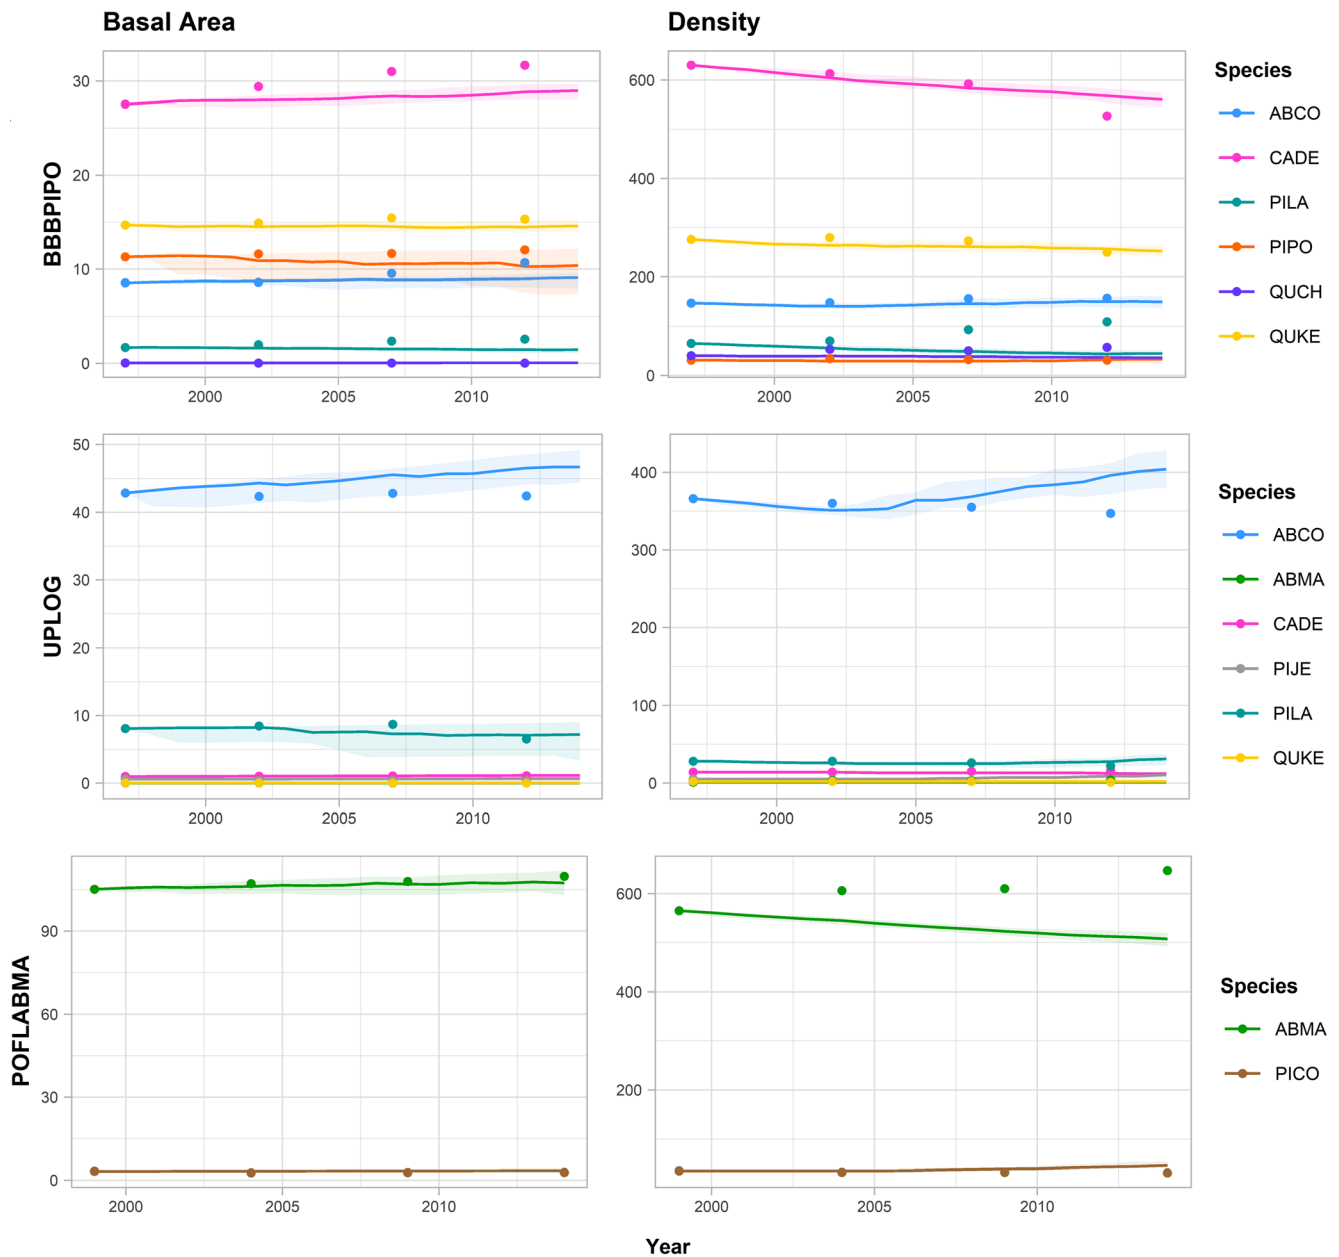 Basal Area
Density
BBBPIPO
30
20
10
0
2000 2005 2010
600
400
200
0
2000 2005 2010
Species
ABCO
CADE
PILA
PIPO
QUCH
QUKE
UPLOG
50
40
30
20
10
0
2000 2005 2010
400
300
200
100
0
2000 2005 2010
Species
ABCO
ABMA
CADE
PIJE
PILA
QUKE
POFLABMA
90
60
30
0
2000 2005 2010
600
400
200
2000 2005 2010
Species
ABMA
PICO
Year